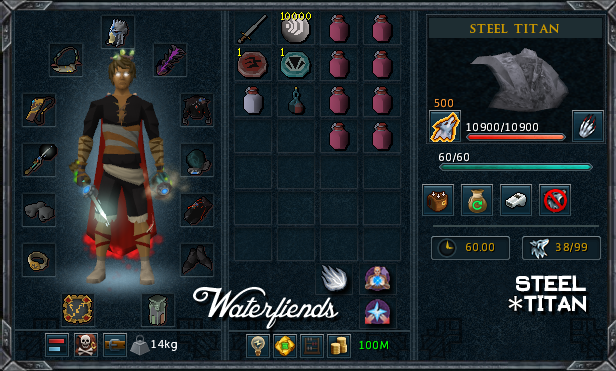 STEEL TITAN
10000
1
1
500
10900/10900
60/60
60.00
38/99
Waterfiends
STEEL
*TITAN
14kg
100M